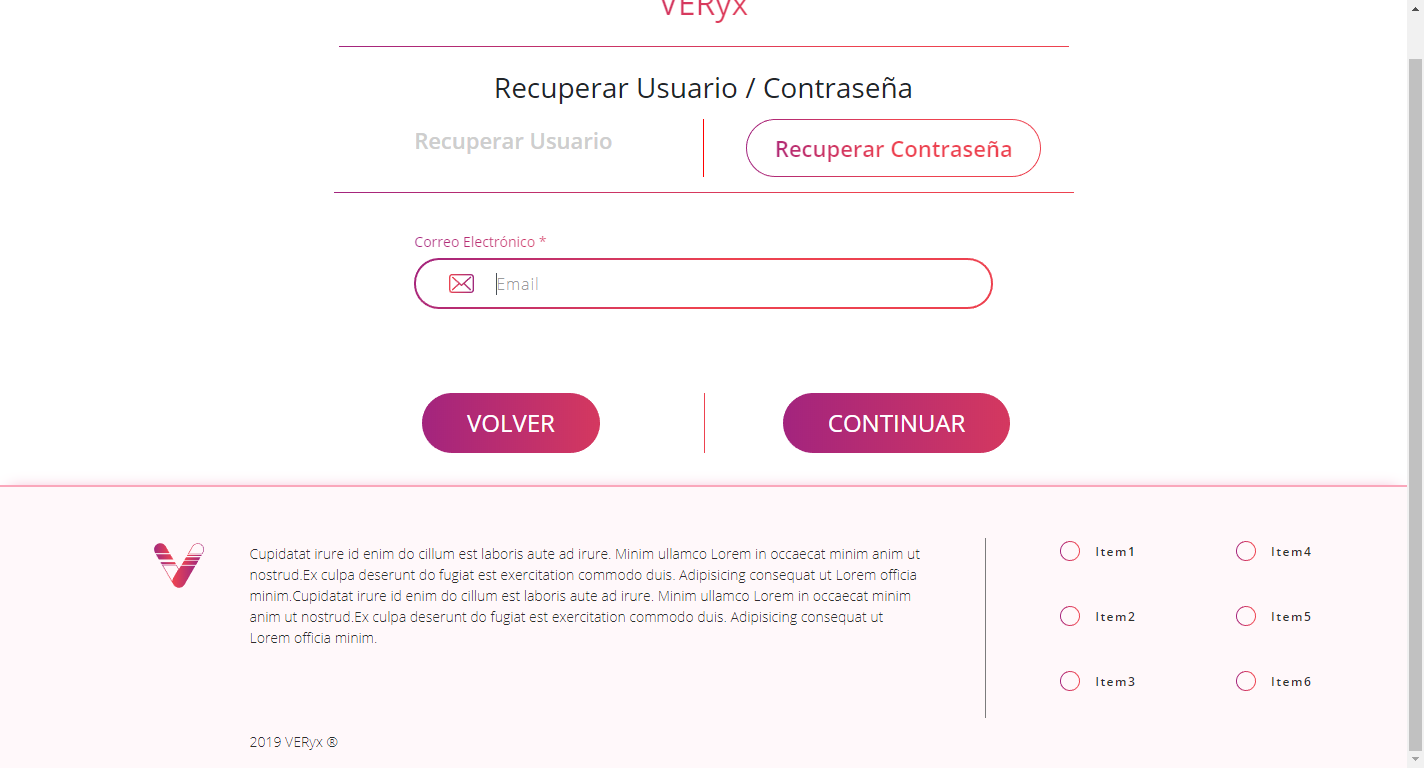 VERyx
Recuperar Usuario / Contraseña
Recuperar Usuario
Recuperar Contraseña
Correo Electrónico *
Email
VOLVER
CONTINUAR
Cupidatat irure id enim do cillum est laboris aute ad irure. Minim ullamco Lorem in occaecat minim anim ut
nostrud.Ex culpa deserunt do fugiat est exercitation commodo duis. Adipisicing consequat ut Lorem officia
minim.Cupidatat irure id enim do cillum est laboris aute ad irure. Minim ullamco Lorem in occaecat minim
anim ut nostrud.Ex culpa deserunt do fugiat est exercitation commodo duis. Adipisicing consequat ut
Lorem officia minim.
2019 VERyx ®
Item1
Item2
Item3
Item4
Item5
Item6